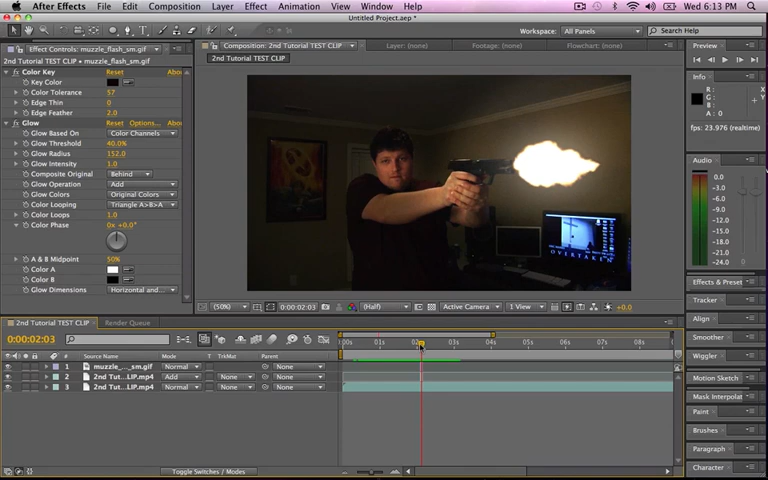 After Effects File Edit Composition Layer Effect Animation View Window Help Wed 6:13 PM
Untitled Project.aep *
Workspace: All Panels Search Help
Effect Controls: muzzle_flash_sm.gif
2nd Tutorial TEST CLIP • muzzle_flash_sm.gif
Color Key Reset Abou
Key Color
Color Tolerance 57
Edge Thin 0
Edge Feather 2.0
Glow Reset Options... Abou
Glow Based On Color Channels
Glow Threshold 40.0%
Glow Radius 152.0
Glow Intensity 1.0
Composite Original Behind
Glow Operation Add
Glow Colors Original Colors
Color Looping Triangle A>B>A
Color Loops 1.0
Color Phase 0x +0.0°
A & B Midpoint 50%
Color A
Color B
Glow Dimensions Horizontal and...
Composition: 2nd Tutorial TEST CLIP Layer: (none) Footage: (none) Flowchart: (none)
2nd Tutorial TEST CLIP
OVERTAKEN
(50%) 0:00:02:03 (Half) Active Camera 1 View +0.0
Preview
Info
R :
G :
B :
A : 0
X
Y
fps: 23.976 (realtime)
Audio
0.0
-3.0
-6.0
-9.0
-12.0
-15.0
-18.0
-21.0
-24.0
Effects & Preset
Tracker
Align
Smoother
Wiggler
Motion Sketch
Mask Interpolat
Paint
Brushes
Paragraph
Character
2nd Tutorial TEST CLIP Render Queue
0:00:02:03
:00s 01s 02s 03s 04s 05s 06s 07s 08s
# Source Name Mode T TrkMat Parent
1 muzzle_..._sm.gif Normal None
2 2nd Tut...LIP.mp4 Add None None
3 2nd Tut...LIP.mp4 Normal None None
Toggle Switches / Modes